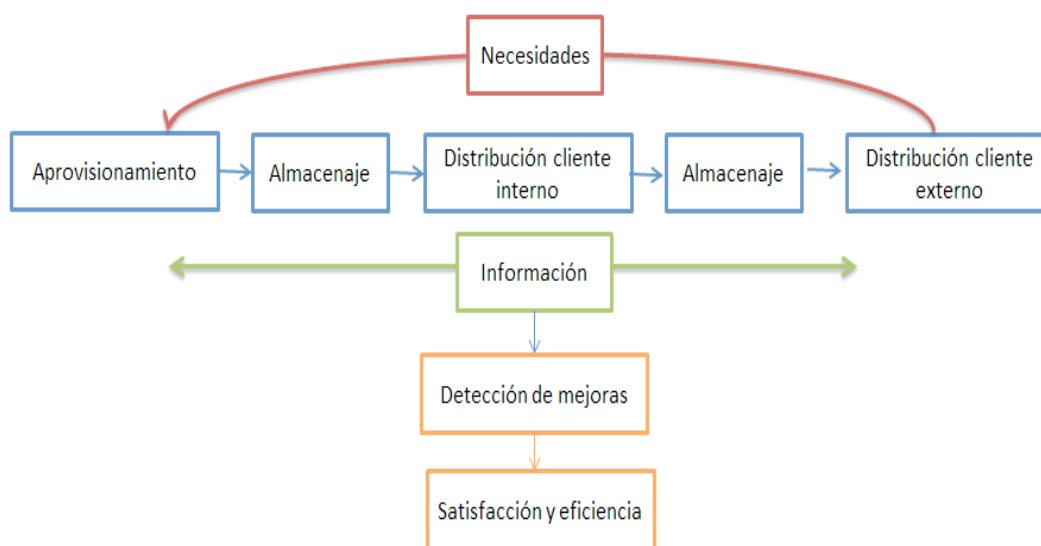 Necesidades
Aprovisionamiento
Almacenaje
Distribución cliente
interno
Almacenaje
Distribución cliente
externo
Información
Detección de mejoras
Satisfacción y eficiencia